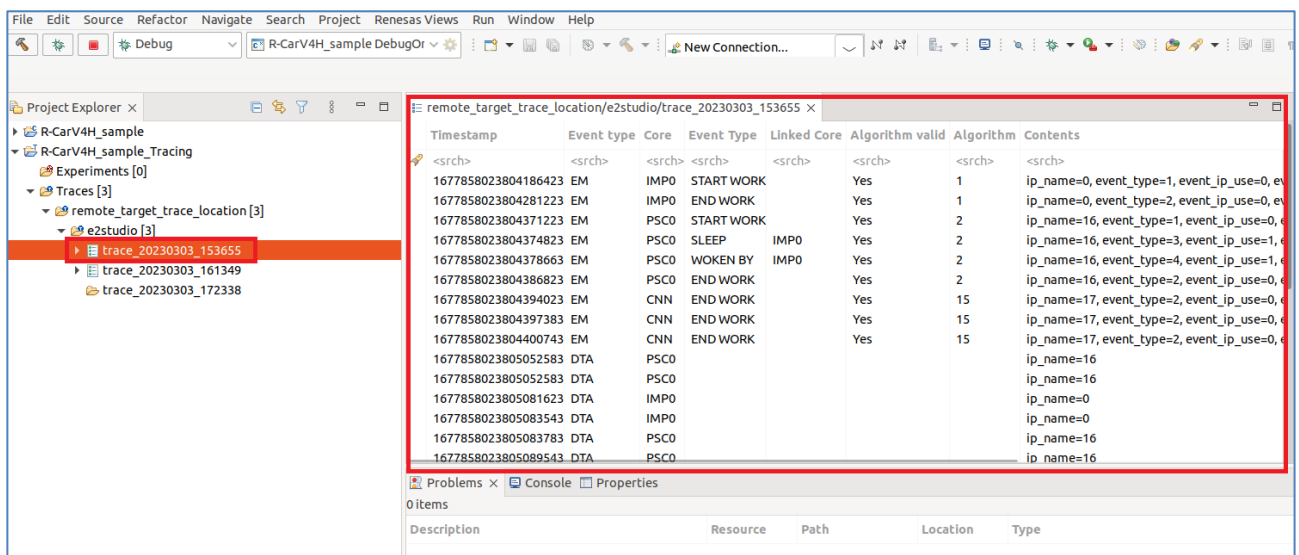 File Edit Source Refactor Navigate Search Project Renesas Views Run Window Help
Debug R-CarV4H_sample DebugOr New Connection...
Project Explorer ×
R-CarV4H_sample
R-CarV4H_sample_Tracing
Experiments [0]
Traces [3]
remote_target_trace_location [3]
e2studio [3]
trace_20230303_153655
trace_20230303_161349
trace_20230303_172338
remote_target_trace_location/e2studio/trace_20230303_153655 ×
Timestamp Event type Core Event Type Linked Core Algorithm valid Algorithm Contents
<srch> <srch> <srch> <srch> <srch> <srch> <srch> <srch>
1677858023804186423 EM IMP0 START WORK Yes 1 ip_name=0, event_type=1, event_ip_use=0, ev
1677858023804281223 EM IMP0 END WORK Yes 1 ip_name=0, event_type=2, event_ip_use=0, ev
1677858023804371223 EM PSC0 START WORK Yes 2 ip_name=16, event_type=1, event_ip_use=0, e
1677858023804374823 EM PSC0 SLEEP IMP0 Yes 2 ip_name=16, event_type=3, event_ip_use=1, e
1677858023804378663 EM PSC0 WOKEN BY IMP0 Yes 2 ip_name=16, event_type=4, event_ip_use=1, e
1677858023804386823 EM PSC0 END WORK Yes 2 ip_name=16, event_type=2, event_ip_use=0, e
1677858023804394023 EM CNN END WORK Yes 15 ip_name=17, event_type=2, event_ip_use=0, e
1677858023804397383 EM CNN END WORK Yes 15 ip_name=17, event_type=2, event_ip_use=0, e
1677858023804400743 EM CNN END WORK Yes 15 ip_name=17, event_type=2, event_ip_use=0, e
1677858023805052583 DTA PSC0 ip_name=16
1677858023805052583 DTA PSC0 ip_name=16
1677858023805081623 DTA IMP0 ip_name=0
1677858023805083543 DTA IMP0 ip_name=0
1677858023805083783 DTA PSC0 ip_name=16
1677858023805089543 DTA PSC0 ip_name=16
Problems × Console Properties
0 items
Description Resource Path Location Type